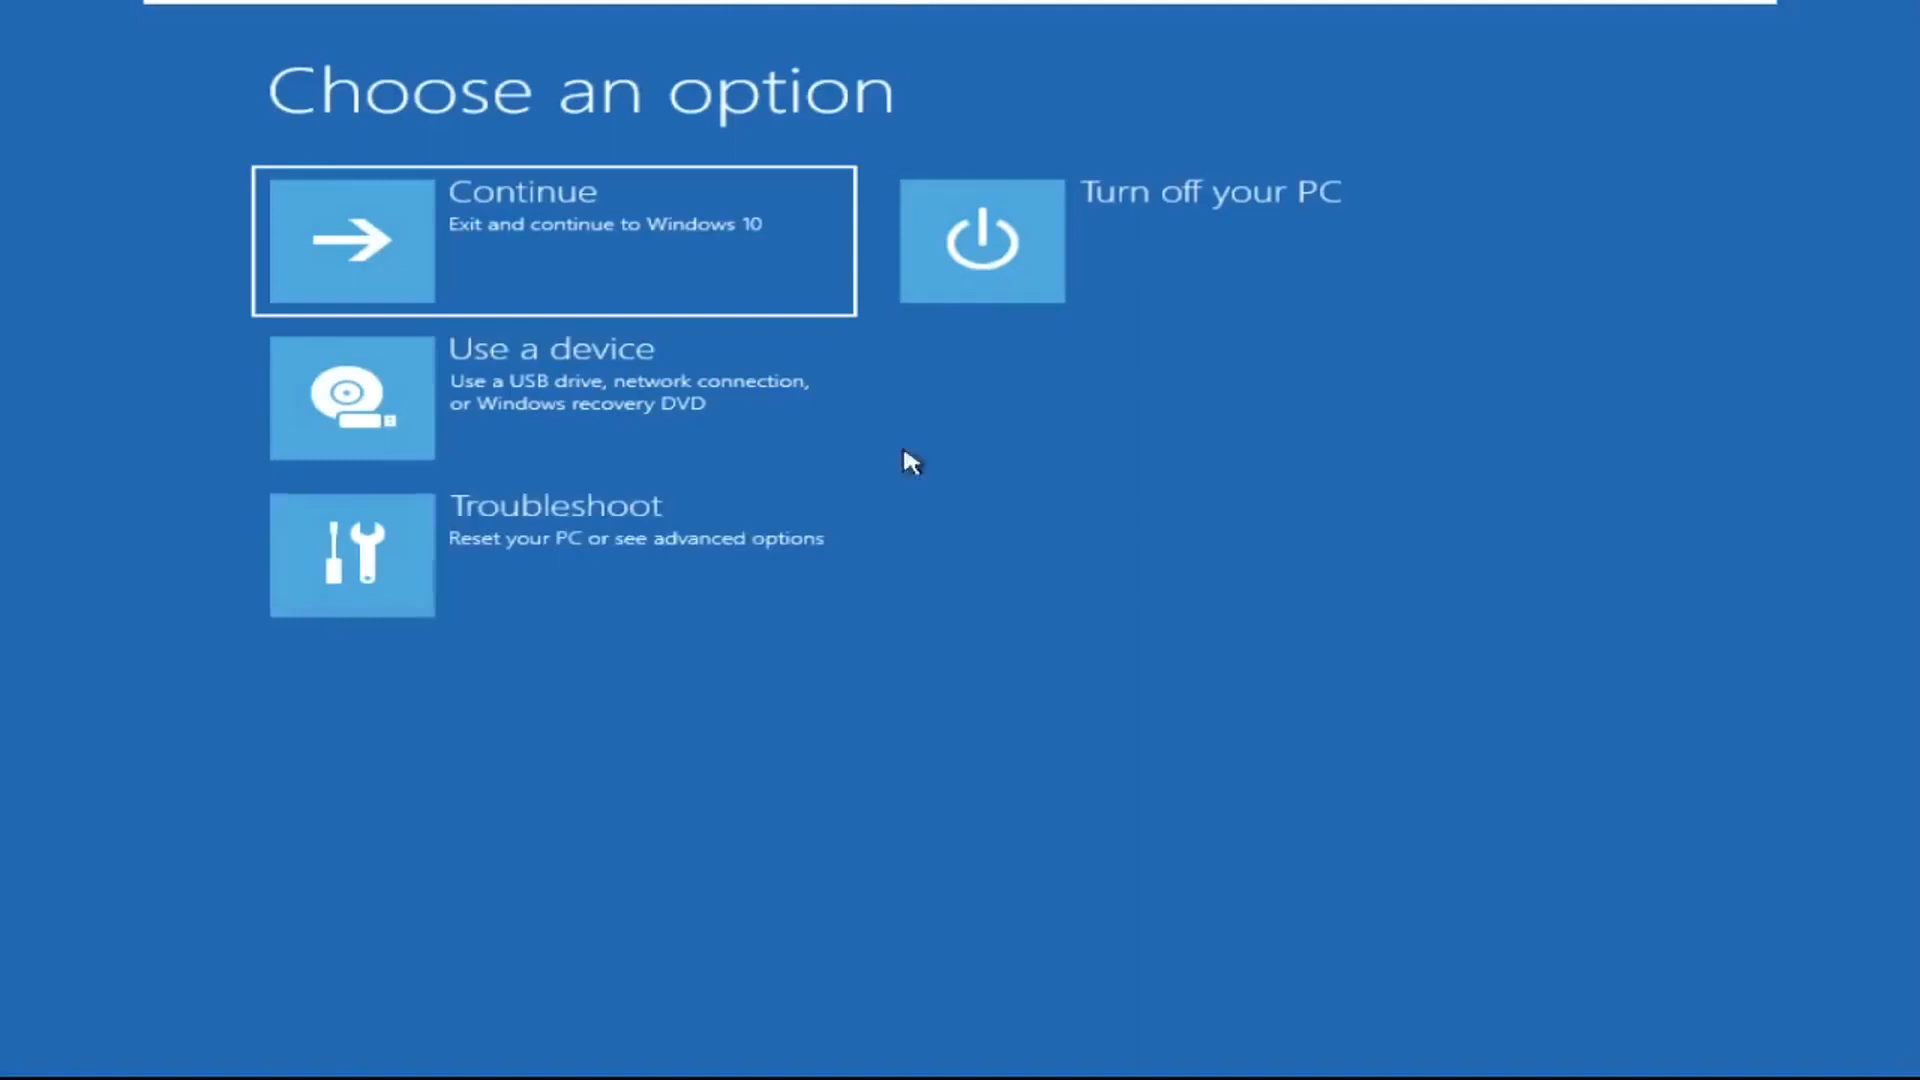 Choose an option
Continue
Exit and continue to Windows 10
Turn off your PC
Use a device
Use a USB drive, network connection,
or Windows recovery DVD
Troubleshoot
Reset your PC or see advanced options